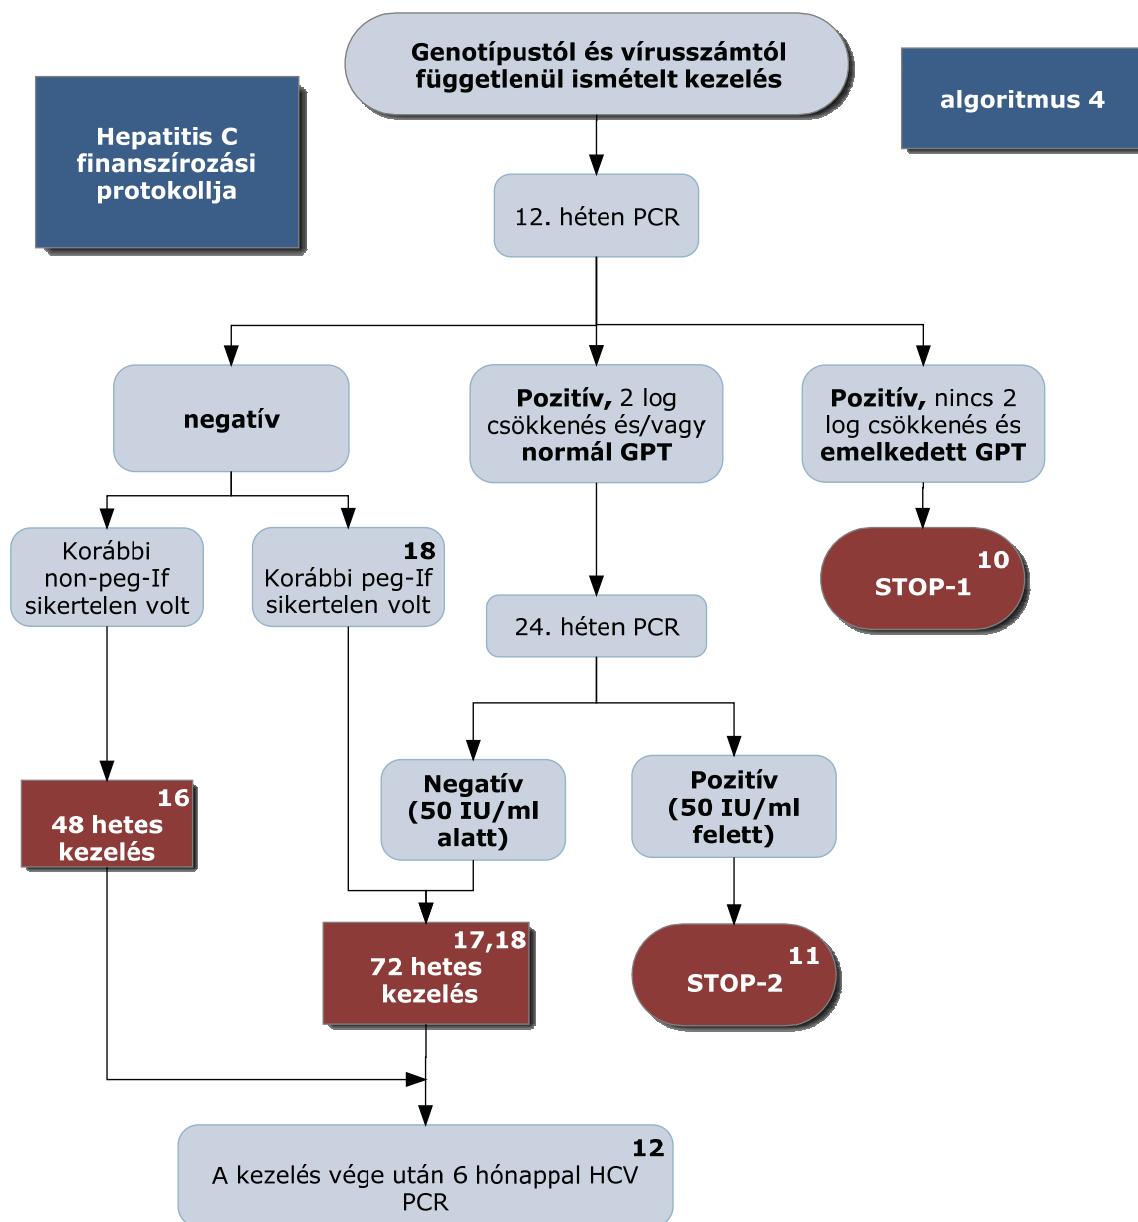 Genotípustól és vírusszámtól
függetlenül ismételt kezelés
algoritmus 4
Hepatitis C
finanszírozási
protokollja
12. héten PCR
negatív
Pozitív, 2 log
csökkenés és/vagy
normál GPT
Pozitív, nincs 2
log csökkenés és
emelkedett GPT
Korábbi
non-peg-If
sikertelen volt
18
Korábbi peg-If
sikertelen volt
10
STOP-1
24. héten PCR
16
48 hetes
kezelés
Negatív
(50 IU/ml
alatt)
Pozitív
(50 IU/ml
felett)
17,18
72 hetes
kezelés
11
STOP-2
12
A kezelés vége után 6 hónappal HCV
PCR